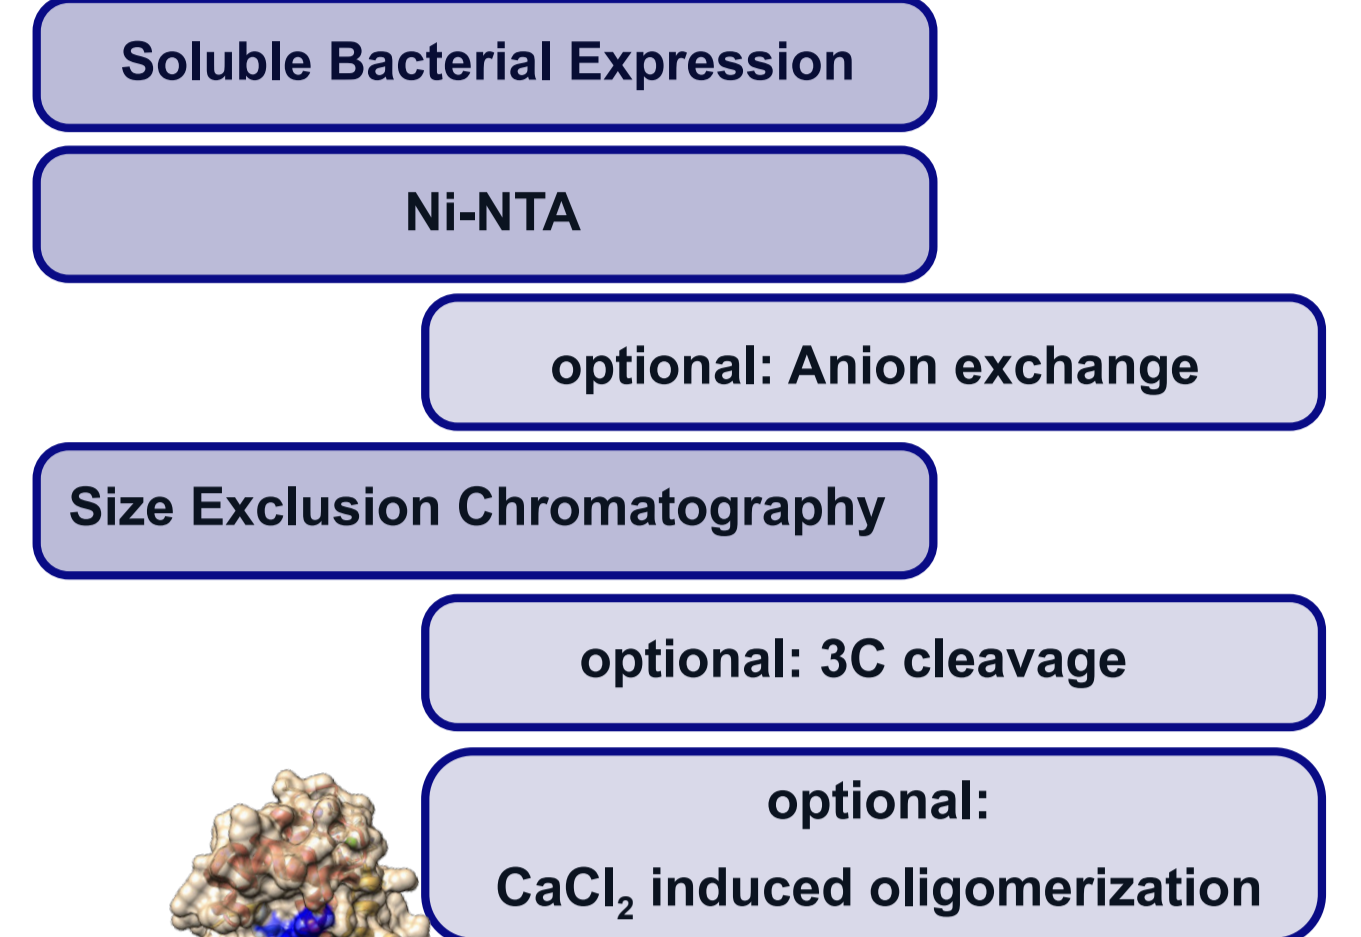 Soluble Bacterial Expression
Ni-NTA
optional: Anion exchange
Size Exclusion Chromatography
optional: 3C cleavage
optional:
CaCl₂ induced oligomerization